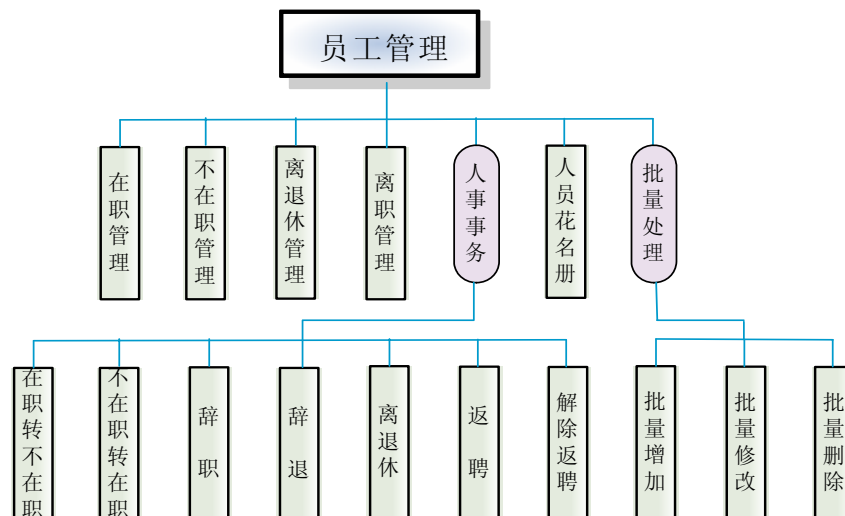 员工管理
在职管理
不在职管理
离退休管理
离职管理
人事事务
人员花名册
批量处理
在职转不在职
不在职转在职
辞职
辞退
离退休
返聘
解除返聘
批量增加
批量修改
批量删除